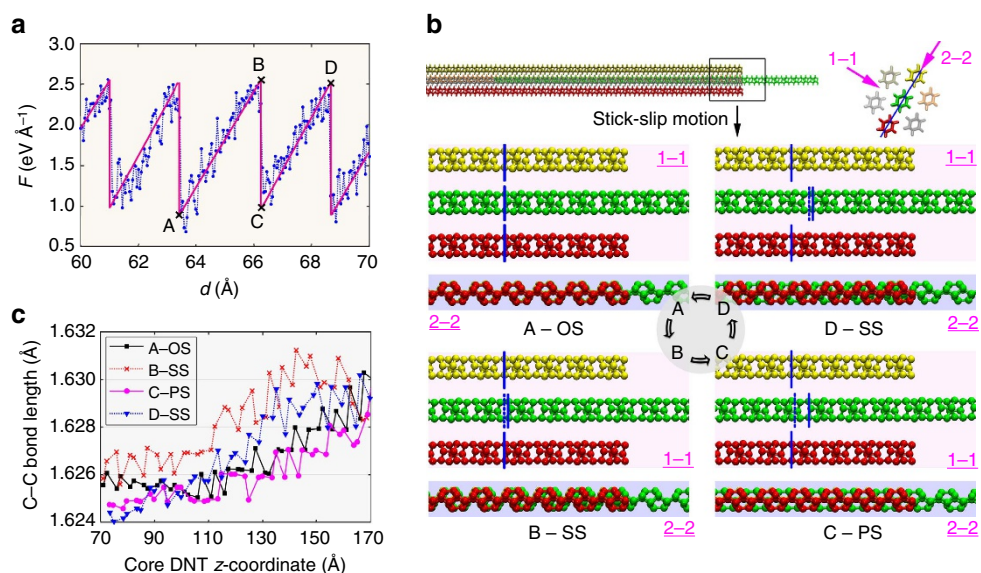 a
3.0
2.5
2.0
1.5
1.0
0.5
F (eV Å⁻¹)
60
62
64
66
68
70
d (Å)
A
B
C
D
b
1–1
2–2
Stick-slip motion
1–1
1–1
2–2
A – OS
D – SS
2–2
A
D
B
C
1–1
1–1
B – SS
2–2
C – PS
2–2
c
1.632
1.630
1.628
1.626
1.624
C–C bond length (Å)
A–OS
B–SS
C–PS
D–SS
70
90
110
130
150
170
Core DNT z-coordinate (Å)